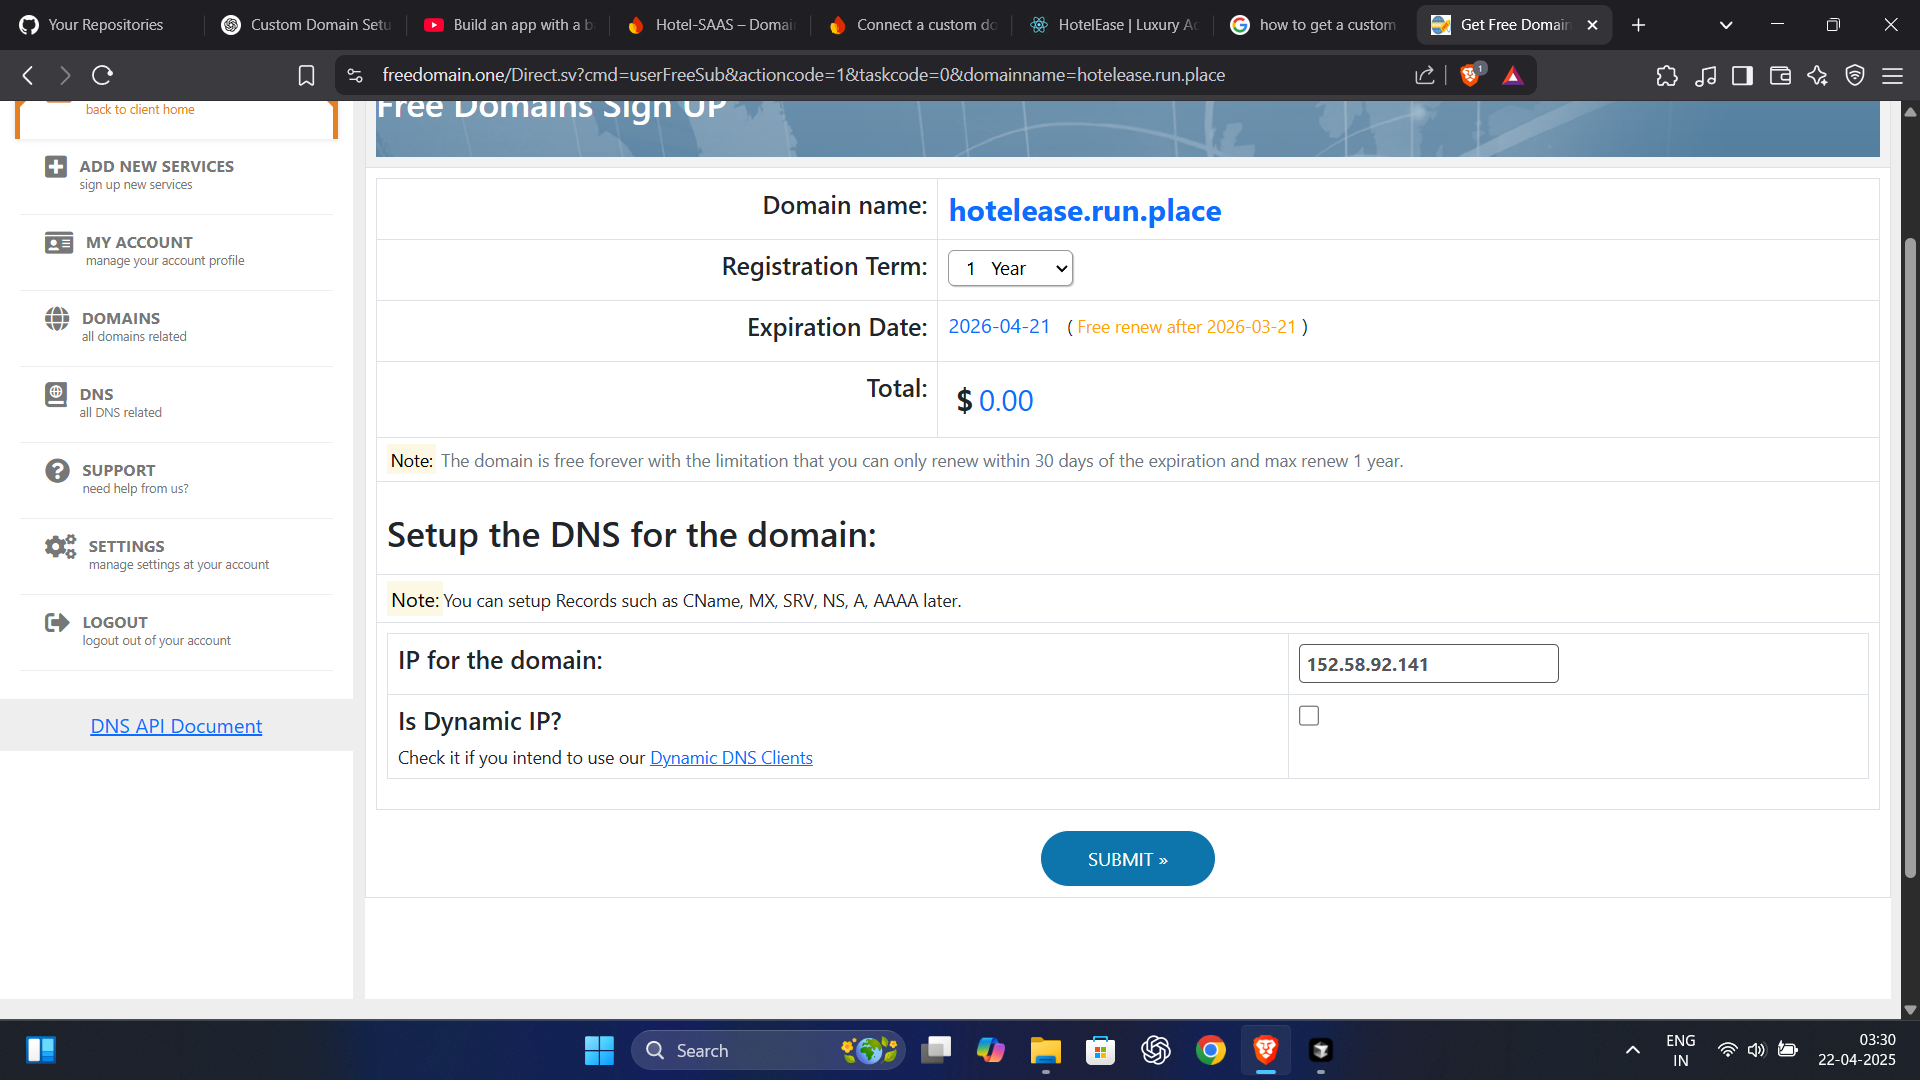 Your Repositories
Custom Domain Setu
Build an app with a b
Hotel-SAAS – Domai
Connect a custom do
HotelEase | Luxury Ac
how to get a custom
Get Free Domain
freedomain.one/Direct.sv?cmd=userFreeSub&actioncode=1&taskcode=0&domainname=hotelease.run.place
1
back to client home
ADD NEW SERVICES
sign up new services
MY ACCOUNT
manage your account profile
DOMAINS
all domains related
DNS
all DNS related
SUPPORT
need help from us?
SETTINGS
manage settings at your account
LOGOUT
logout out of your account
DNS API Document
Free Domains Sign UP
Domain name: hotelease.run.place
Registration Term: 1 Year
Expiration Date: 2026-04-21 ( Free renew after 2026-03-21 )
Total: $ 0.00
Note: The domain is free forever with the limitation that you can only renew within 30 days of the expiration and max renew 1 year.
Setup the DNS for the domain:
Note: You can setup Records such as CName, MX, SRV, NS, A, AAAA later.
IP for the domain: 152.58.92.141
Is Dynamic IP?
Check it if you intend to use our Dynamic DNS Clients
SUBMIT »
Search
ENG
IN
03:30
22-04-2025